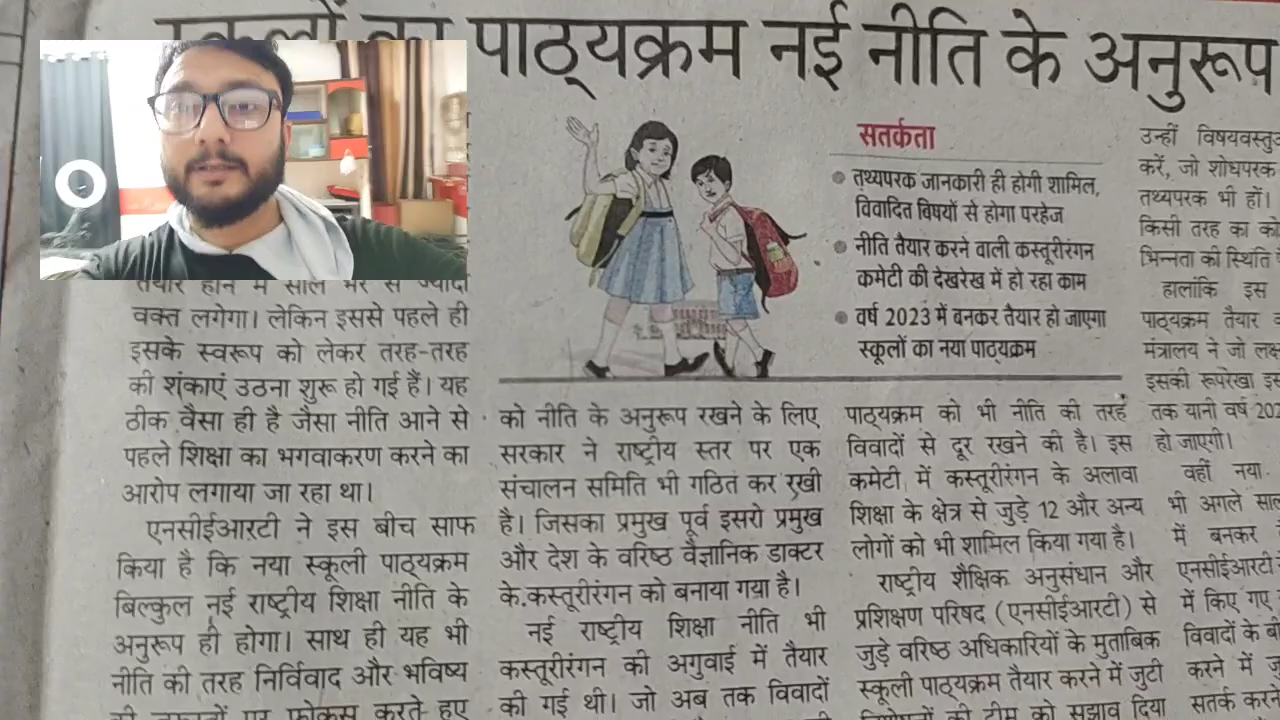 स्कूलों का पाठ्यक्रम नई नीति के अनुरूप
सतर्कता
तथ्यपरक जानकारी ही होगी शामिल,
विवादित विषयों से होगा परहेज
नीति तैयार करने वाली कस्तूरीरंगन
कमेटी की देखरेख में हो रहा काम
वर्ष 2023 में बनकर तैयार हो जाएगा
स्कूलों का नया पाठ्यक्रम
तैयार होने में साल भर से ज्यादा
वक्त लगेगा। लेकिन इससे पहले ही
इसके स्वरूप को लेकर तरह-तरह
की शंकाएं उठना शुरू हो गई हैं। यह
ठीक वैसा ही है जैसा नीति आने से
पहले शिक्षा का भगवाकरण करने का
आरोप लगाया जा रहा था।
एनसीईआरटी ने इस बीच साफ
किया है कि नया स्कूली पाठ्यक्रम
बिल्कुल नई राष्ट्रीय शिक्षा नीति के
अनुरूप ही होगा। साथ ही यह भी
नीति की तरह निर्विवाद और भविष्य
की जरूरतों पर फोकस करते हुए
को नीति के अनुरूप रखने के लिए
सरकार ने राष्ट्रीय स्तर पर एक
संचालन समिति भी गठित कर रखी
है। जिसका प्रमुख पूर्व इसरो प्रमुख
और देश के वरिष्ठ वैज्ञानिक डाक्टर
के.कस्तूरीरंगन को बनाया गया है।
नई राष्ट्रीय शिक्षा नीति भी
कस्तूरीरंगन की अगुवाई में तैयार
की गई थी। जो अब तक विवादों
पाठ्यक्रम को भी नीति की तरह
विवादों से दूर रखने की है। इस
कमेटी में कस्तूरीरंगन के अलावा
शिक्षा के क्षेत्र से जुड़े 12 और अन्य
लोगों को भी शामिल किया गया है।
राष्ट्रीय शैक्षिक अनुसंधान और
प्रशिक्षण परिषद (एनसीईआरटी) से
जुड़े वरिष्ठ अधिकारियों के मुताबिक
स्कूली पाठ्यक्रम तैयार करने में जुटी
की टीम को सुझाव दिया
उन्हीं
करें, जो शोधपरक
तथ्यपरक भी हों।
किसी तरह का
भिन्नता की स्थिति
हालांकि इस
पाठ्यक्रम तैयार
मंत्रालय ने जो
इसकी रूपरेखा
तक यानी वर्ष
हो जाएगी।
वहीं नया
भी अगले
में बनकर
एनसीईआरटी
में किए गए
विवादों के
करने में
सतर्क